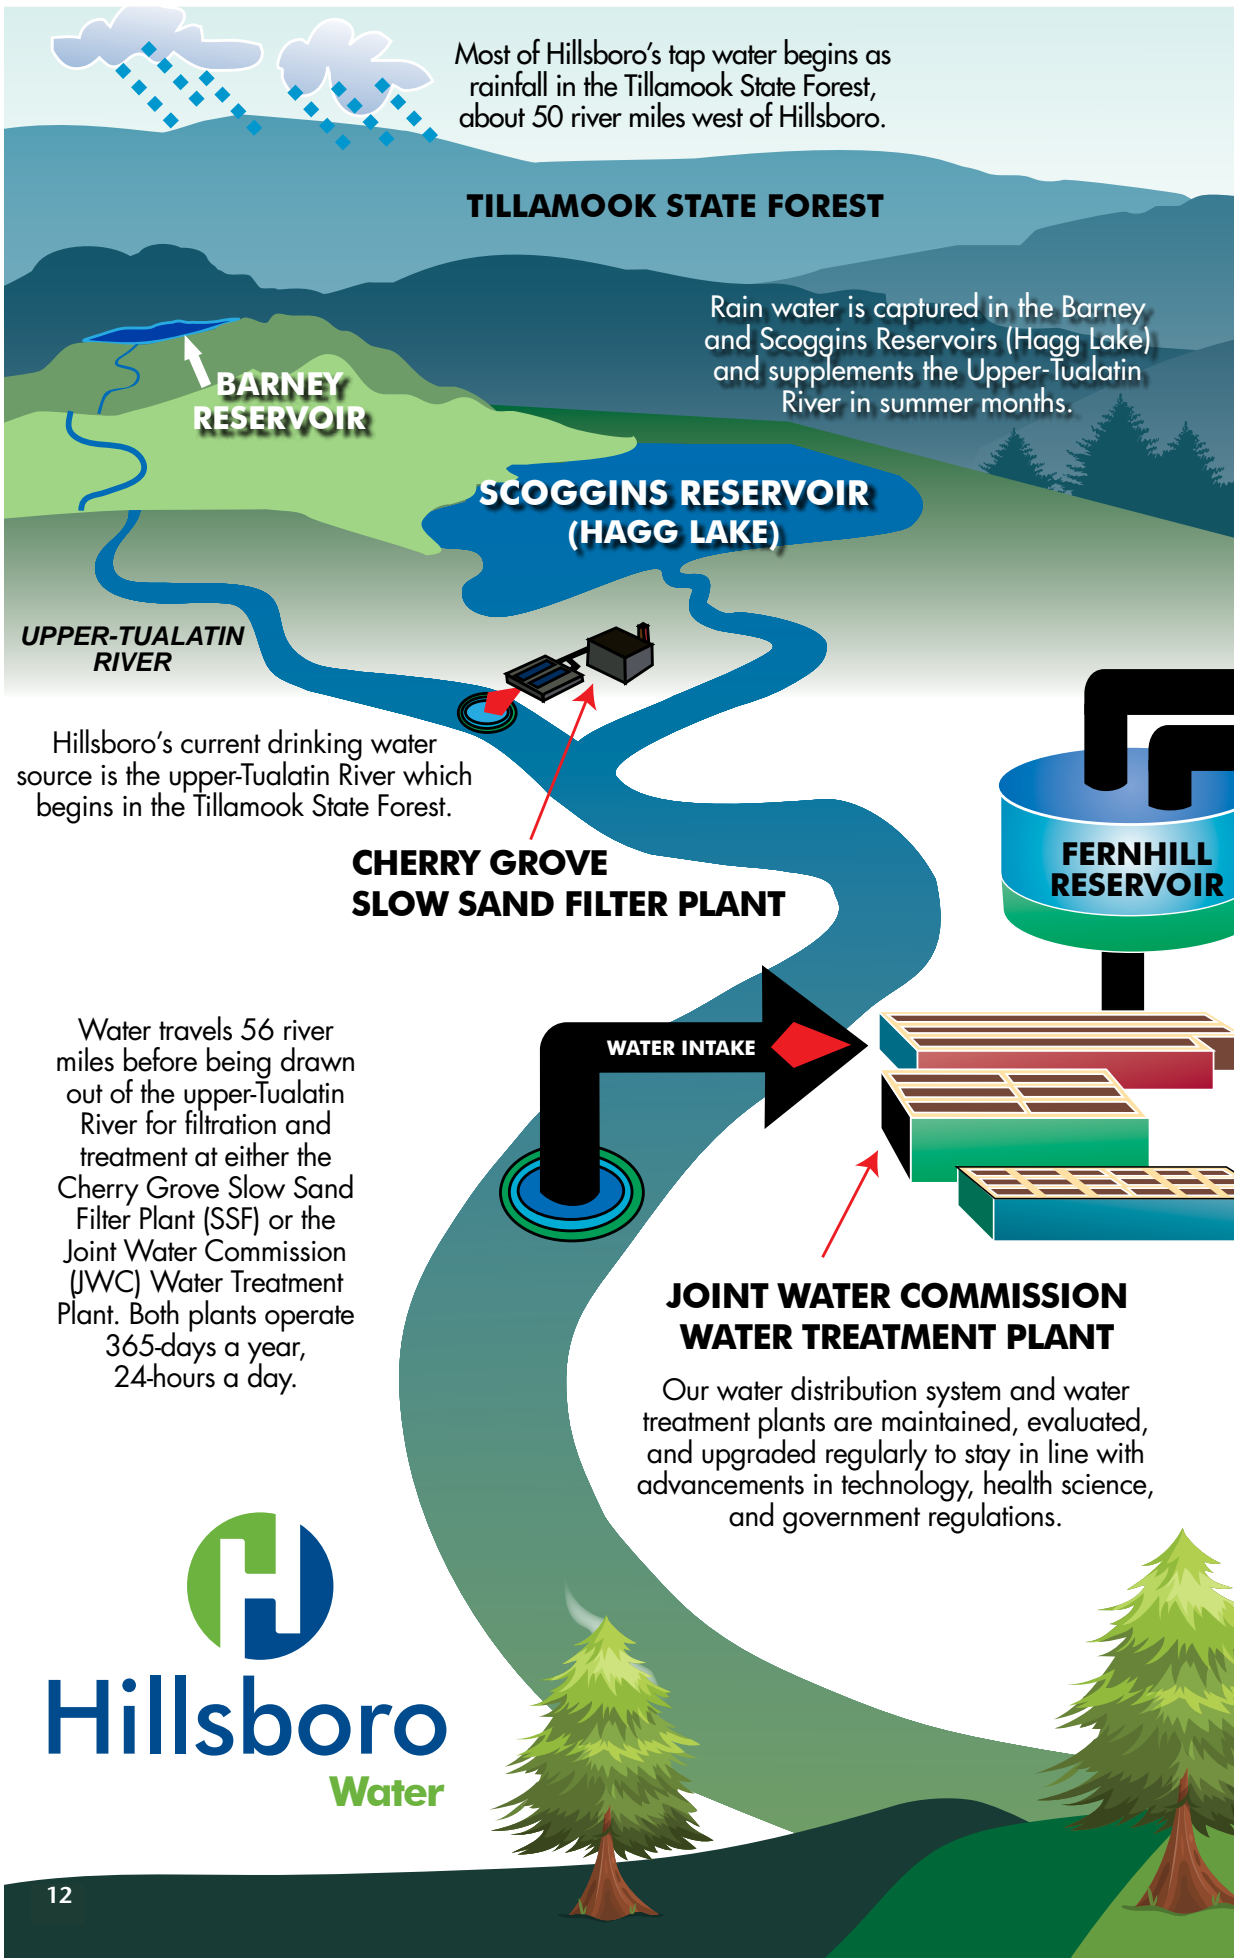 Most of Hillsboro's tap water begins as
rainfall in the Tillamook State Forest,
about 50 river miles west of Hillsboro.
TILLAMOOK STATE FOREST
Rain water is captured in the Barney
and Scoggins Reservoirs (Hagg Lake)
and supplements the Upper-Tualatin
River in summer months.
BARNEY
RESERVOIR
SCOGGINS RESERVOIR
(HAGG LAKE)
UPPER-TUALATIN
RIVER
Hillsboro's current drinking water
source is the upper-Tualatin River which
begins in the Tillamook State Forest.
CHERRY GROVE
SLOW SAND FILTER PLANT
FERNHILL
RESERVOIR
Water travels 56 river
miles before being drawn
out of the upper-Tualatin
River for filtration and
treatment at either the
Cherry Grove Slow Sand
Filter Plant (SSF) or the
Joint Water Commission
(JWC) Water Treatment
Plant. Both plants operate
365-days a year,
24-hours a day.
WATER INTAKE
JOINT WATER COMMISSION
WATER TREATMENT PLANT
Our water distribution system and water
treatment plants are maintained, evaluated,
and upgraded regularly to stay in line with
advancements in technology, health science,
and government regulations.
Hillsboro
Water
12